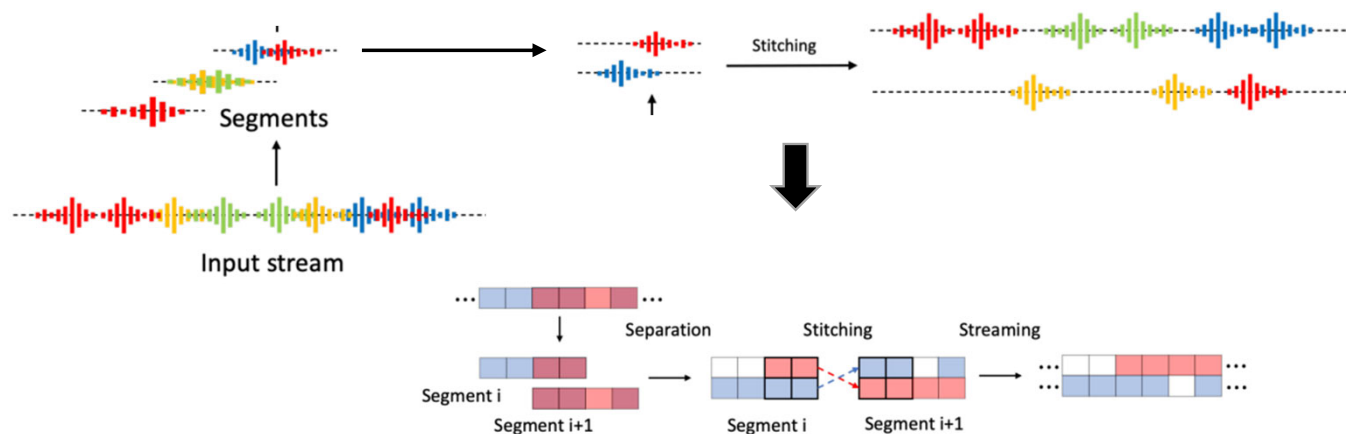 Stitching
Segments
Input stream
... ...
Separation Stitching Streaming
... ...
... ...
Segment i
Segment i+1 Segment i Segment i+1